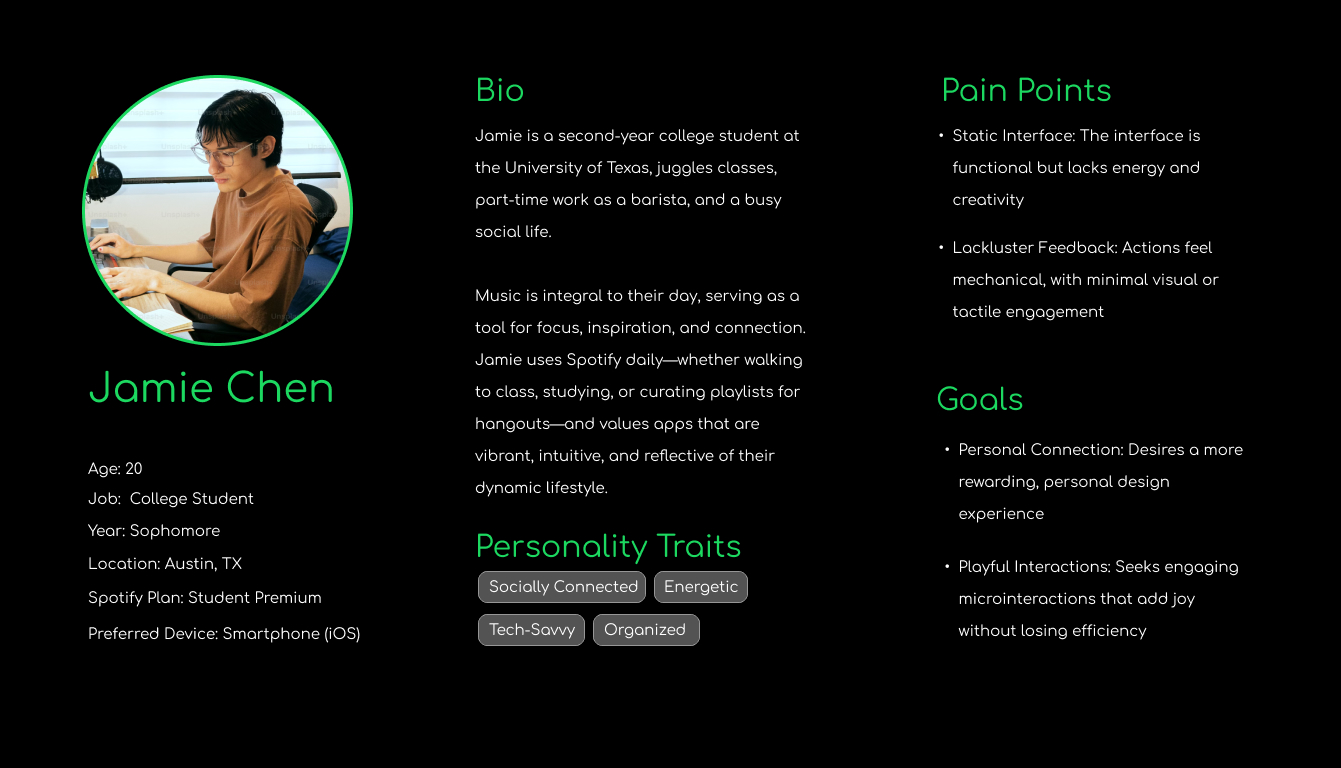 Jamie Chen
Age: 20
Job: College Student
Year: Sophomore
Location: Austin, TX
Spotify Plan: Student Premium
Preferred Device: Smartphone (iOS)
Bio
Jamie is a second-year college student at
the University of Texas, juggles classes,
part-time work as a barista, and a busy
social life.
Music is integral to their day, serving as a
tool for focus, inspiration, and connection.
Jamie uses Spotify daily—whether walking
to class, studying, or curating playlists for
hangouts—and values apps that are
vibrant, intuitive, and reflective of their
dynamic lifestyle.
Personality Traits
Socially Connected
Energetic
Tech-Savvy
Organized
Pain Points
• Static Interface: The interface is
functional but lacks energy and
creativity
• Lackluster Feedback: Actions feel
mechanical, with minimal visual or
tactile engagement
Goals
• Personal Connection: Desires a more
rewarding, personal design
experience
• Playful Interactions: Seeks engaging
microinteractions that add joy
without losing efficiency